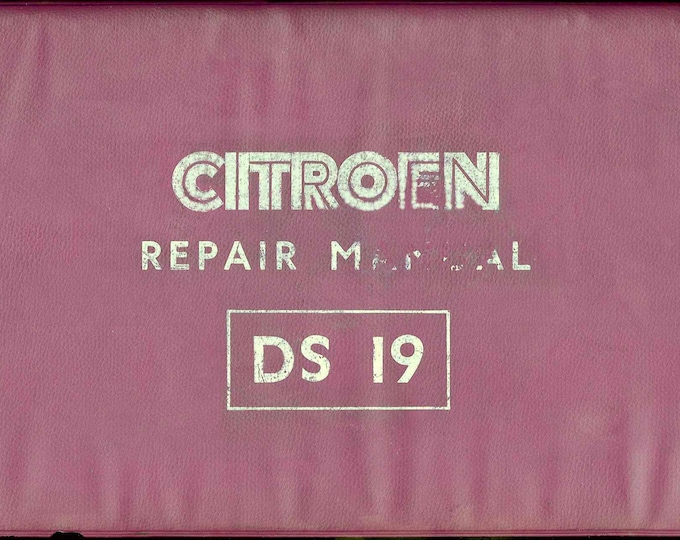 CITROEN
REPAIR MANUAL
DS 19